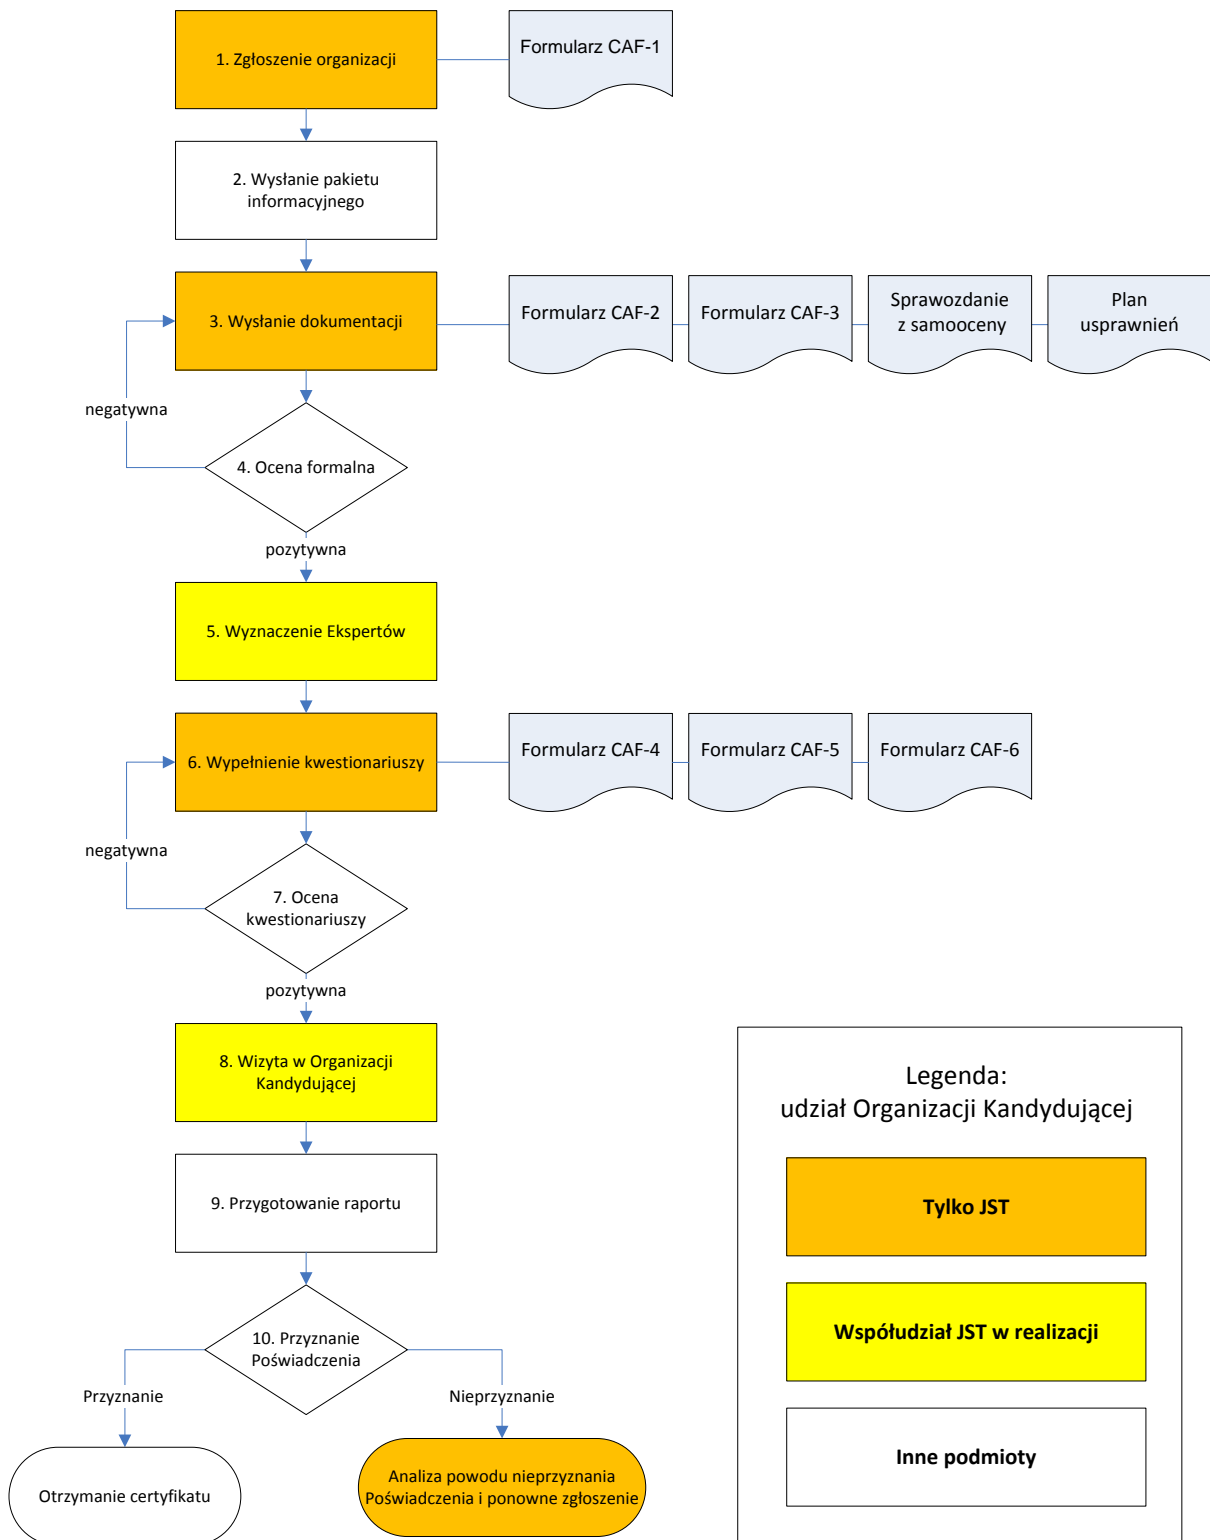 1. Zgłoszenie organizacji
Formularz CAF-1
2. Wysłanie pakietu
informacyjnego
3. Wysłanie dokumentacji
Formularz CAF-2
Formularz CAF-3
Sprawozdanie
z samooceny
Plan
usprawnień
negatywna
4. Ocena formalna
pozytywna
5. Wyznaczenie Ekspertów
6. Wypełnienie kwestionariuszy
Formularz CAF-4
Formularz CAF-5
Formularz CAF-6
negatywna
7. Ocena
kwestionariuszy
pozytywna
8. Wizyta w Organizacji
Kandydującej
9. Przygotowanie raportu
10. Przyznanie
Poświadczenia
Przyznanie
Nieprzyznanie
Otrzymanie certyfikatu
Analiza powodu nieprzyznania
Poświadczenia i ponowne zgłoszenie
Legenda:
udział Organizacji Kandydującej
Tylko JST
Współudział JST w realizacji
Inne podmioty